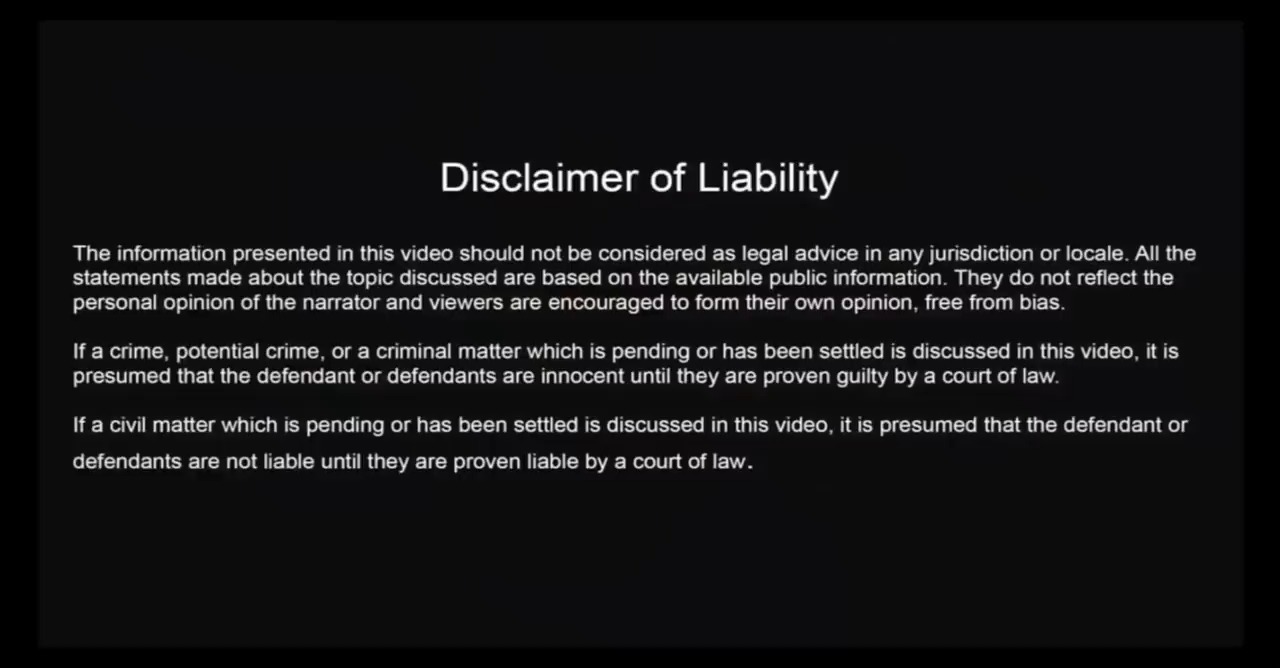 Disclaimer of Liability
The information presented in this video should not be considered as legal advice in any jurisdiction or locale. All the
statements made about the topic discussed are based on the available public information. They do not reflect the
personal opinion of the narrator and viewers are encouraged to form their own opinion, free from bias.
If a crime, potential crime, or a criminal matter which is pending or has been settled is discussed in this video, it is
presumed that the defendant or defendants are innocent until they are proven guilty by a court of law.
If a civil matter which is pending or has been settled is discussed in this video, it is presumed that the defendant or
defendants are not liable until they are proven liable by a court of law.